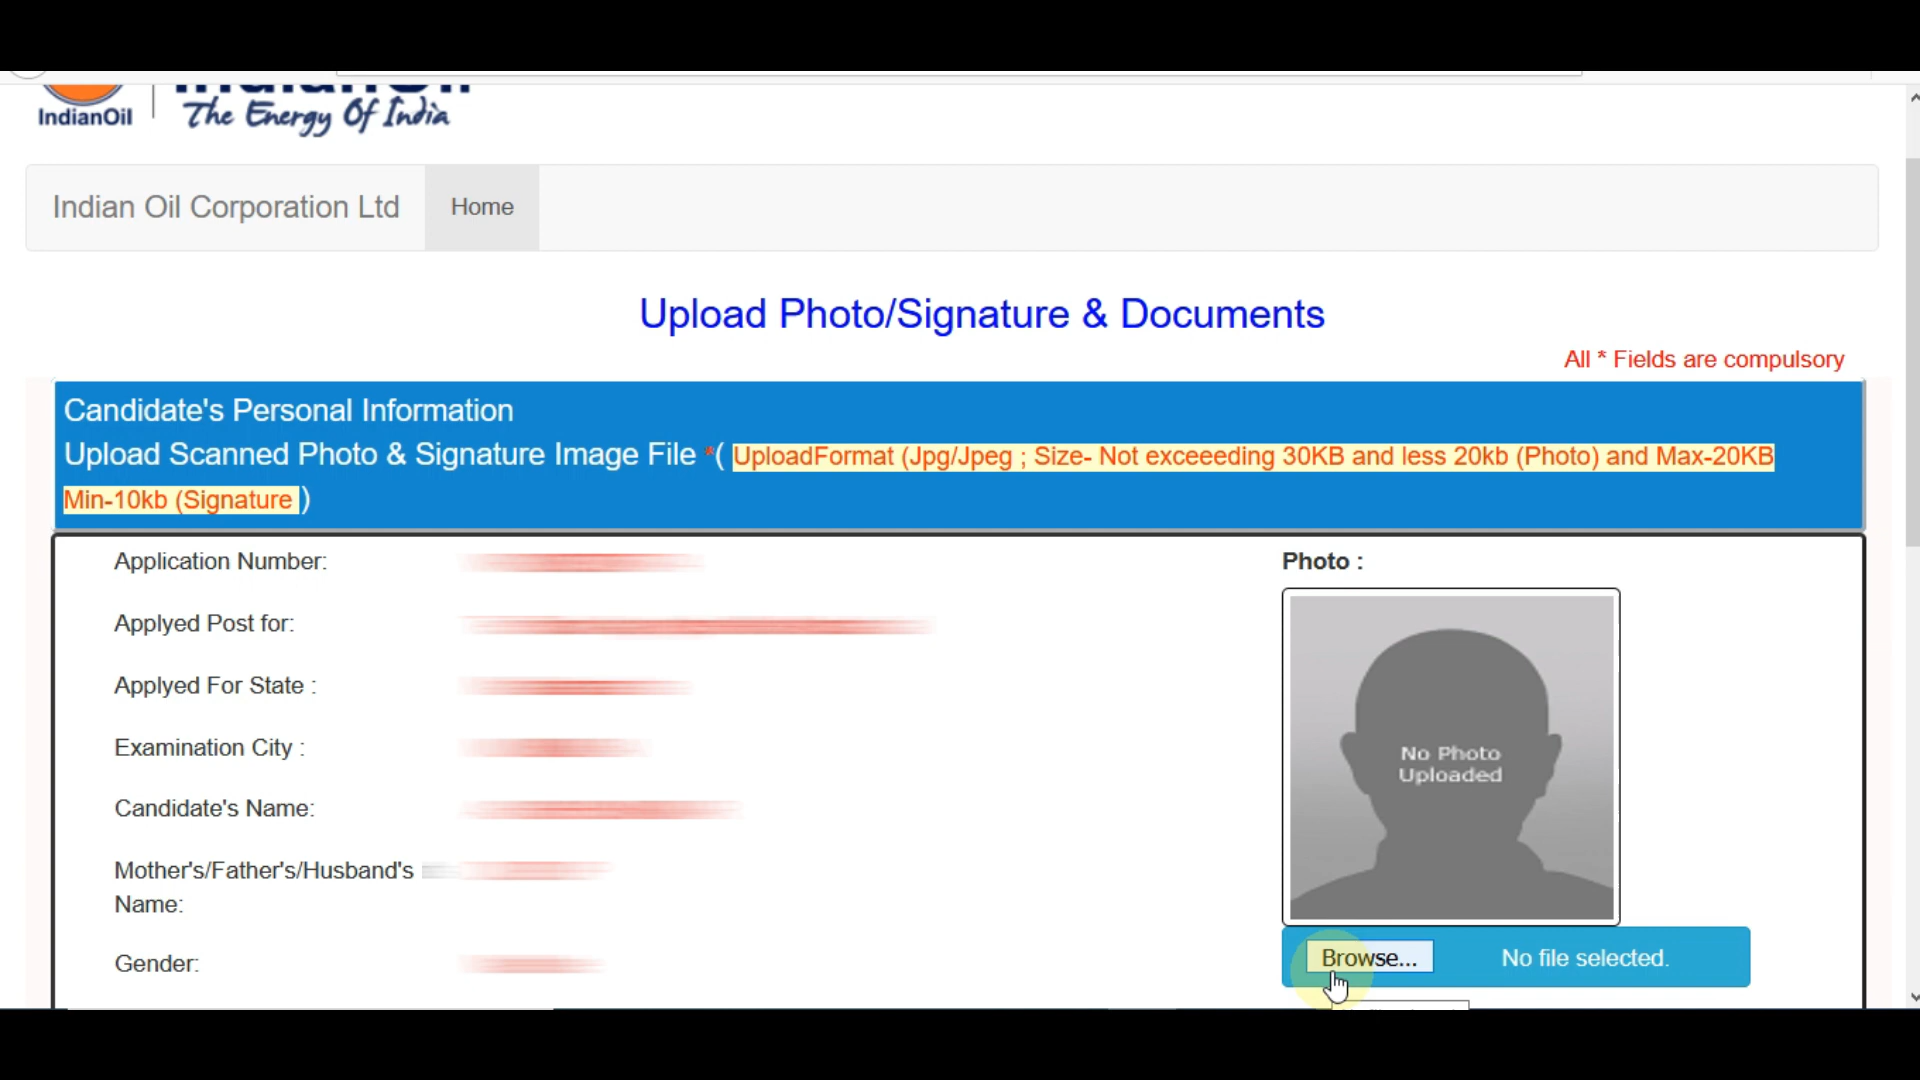 IndianOil
The Energy Of India
Indian Oil Corporation Ltd
Home
Upload Photo/Signature & Documents
All * Fields are compulsory
Candidate's Personal Information
Upload Scanned Photo & Signature Image File *( UploadFormat (Jpg/Jpeg ; Size- Not exceeeding 30KB and less 20kb (Photo) and Max-20KB
Min-10kb (Signature )
Application Number:
Photo :
Applyed Post for:
Applyed For State :
Examination City :
No Photo
Uploaded
Candidate's Name:
Mother's/Father's/Husband's
Name:
Gender:
Browse...
No file selected.